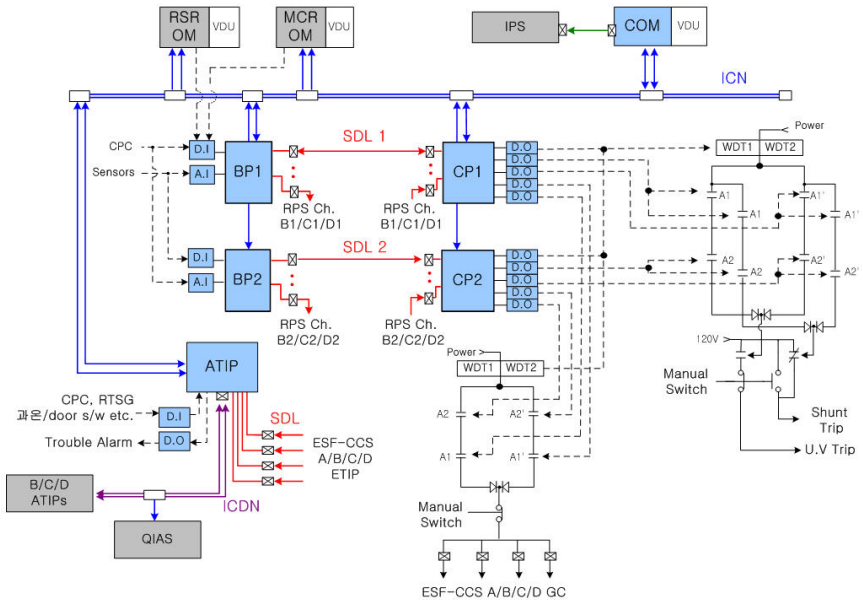 RSR
OM
VDU
MCR
OM
VDU
IPS
COM
VDU
ICN
CPC
Sensors
D.I
A.I
BP1
SDL 1
RPS Ch.
B1/C1/D1
RPS Ch.
A1/C1/D1
CP1
D.O
D.O
D.O
D.O
D.O
WDT1
WDT2
Power
A1
A1
A1'
A1'
A2
A2
A2'
A2'
D.I
A.I
BP2
SDL 2
RPS Ch.
B2/C2/D2
RPS Ch.
B2/C2/D2
CP2
D.O
D.O
D.O
D.O
D.O
120V
Manual
Switch
Shunt
Trip
U.V Trip
ATIP
CPC, RTSG
과온/door s/w etc.
D.I
Trouble Alarm
D.O
SDL
ESF-CCS
A/B/C/D
ETIP
B/C/D
ATIPs
ICDN
QIAS
Power
WDT1
WDT2
A2
A2'
A1
A1'
Manual
Switch
ESF-CCS A/B/C/D GC